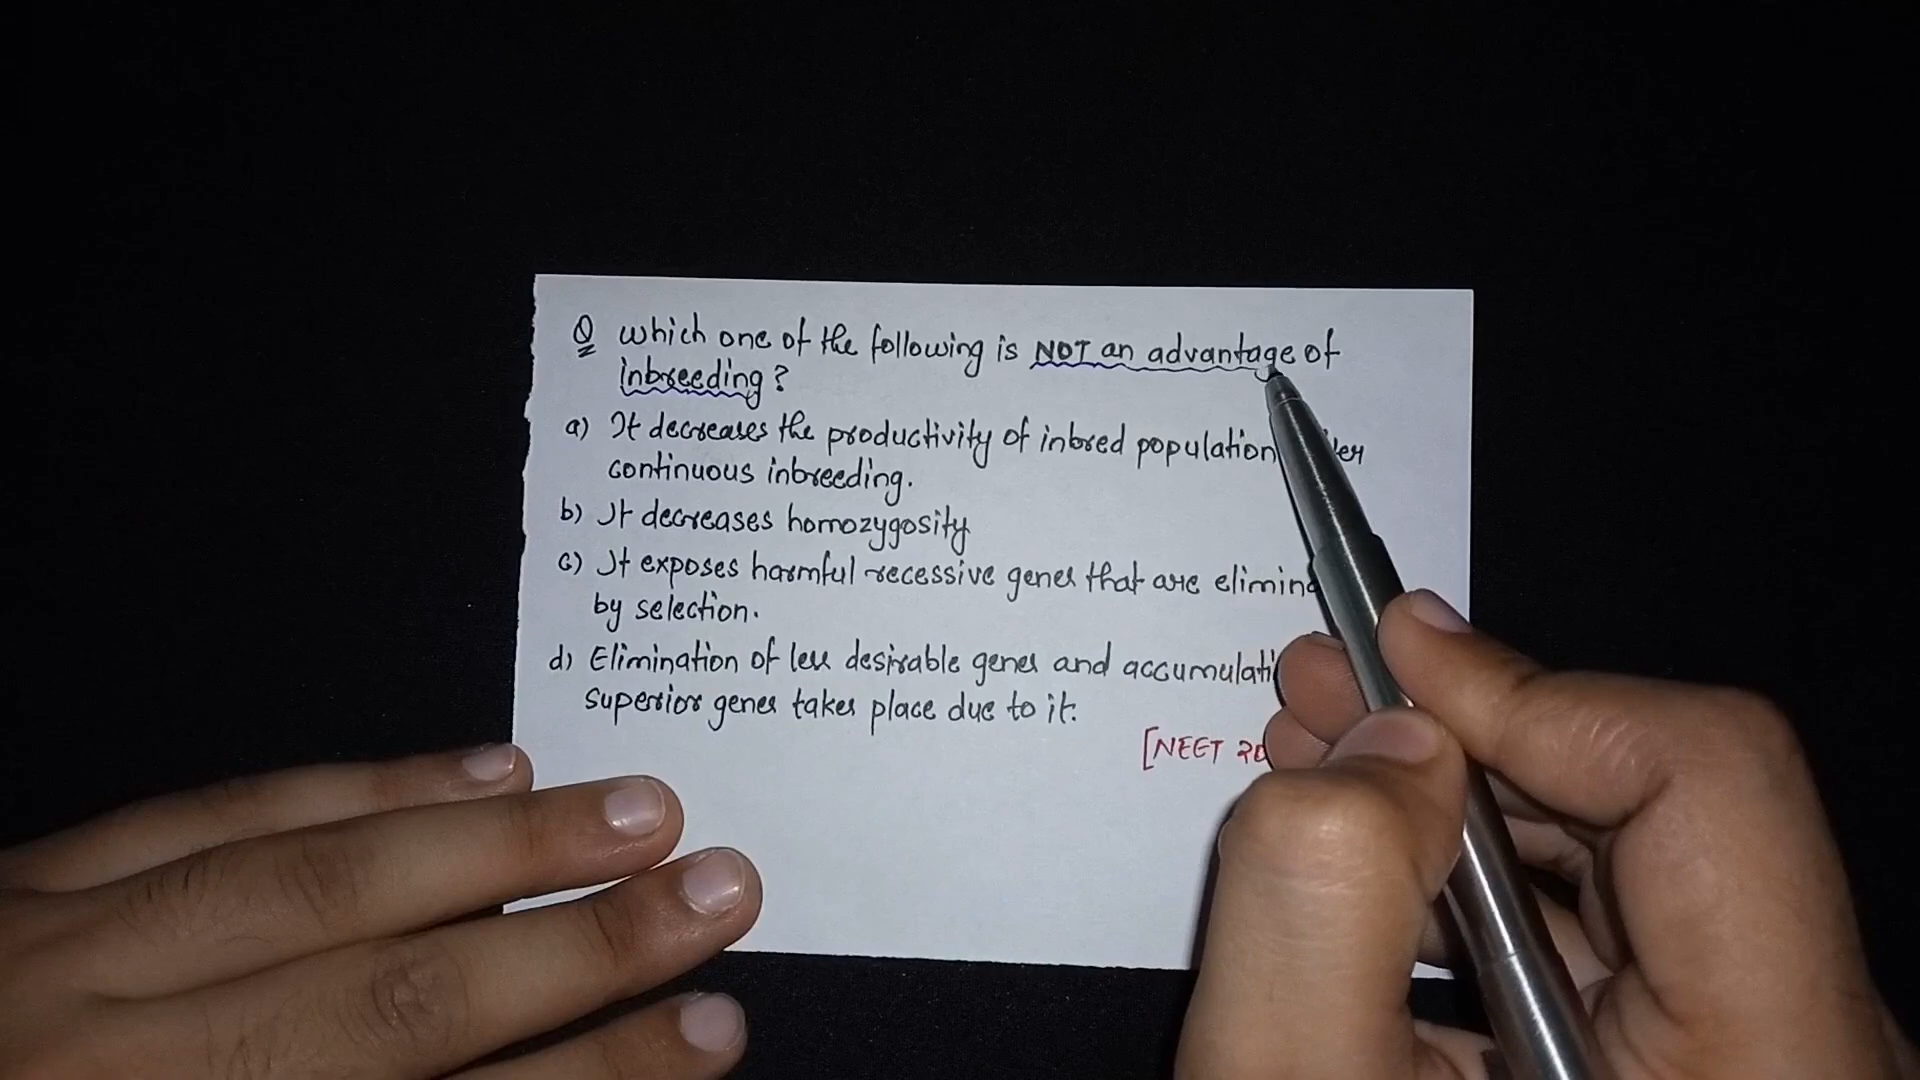 Q which one of the following is NOT an advantage of
inbreeding?
a) It decreases the productivity of inbred population
continuous inbreeding.
b) It decreases homozygosity
c) It exposes harmful recessive genes that are
by selection.
d) Elimination of less desirable genes and
superior genes takes place due to it.
[NEET